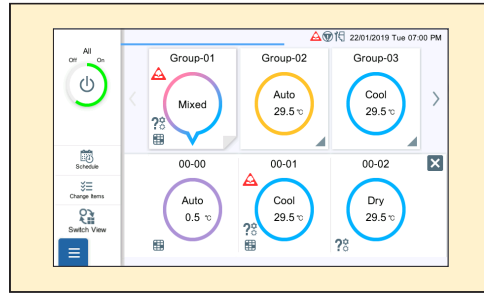 22/01/2019 Tue 07:00 PM
All
Off On
Schedule
Change Items
Switch View
Group-01
Mixed
Group-02
Auto
29.5 ℃
Group-03
Cool
29.5 ℃
00-00
Auto
0.5 ℃
00-01
Cool
29.5 ℃
00-02
Dry
29.5 ℃